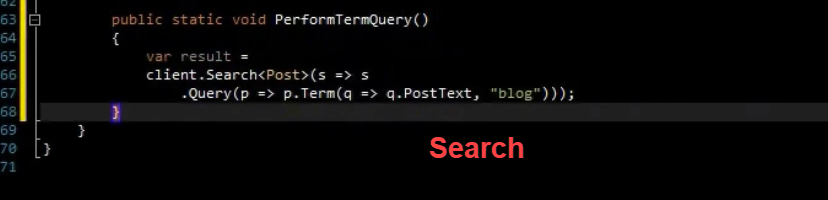 62
63 public static void PerformTermQuery()
64 {
65 var result =
66 client.Search<Post>(s => s
67 .Query(p => p.Term(q => q.PostText, "blog")));
68 }
69 }
70 }
71
Search